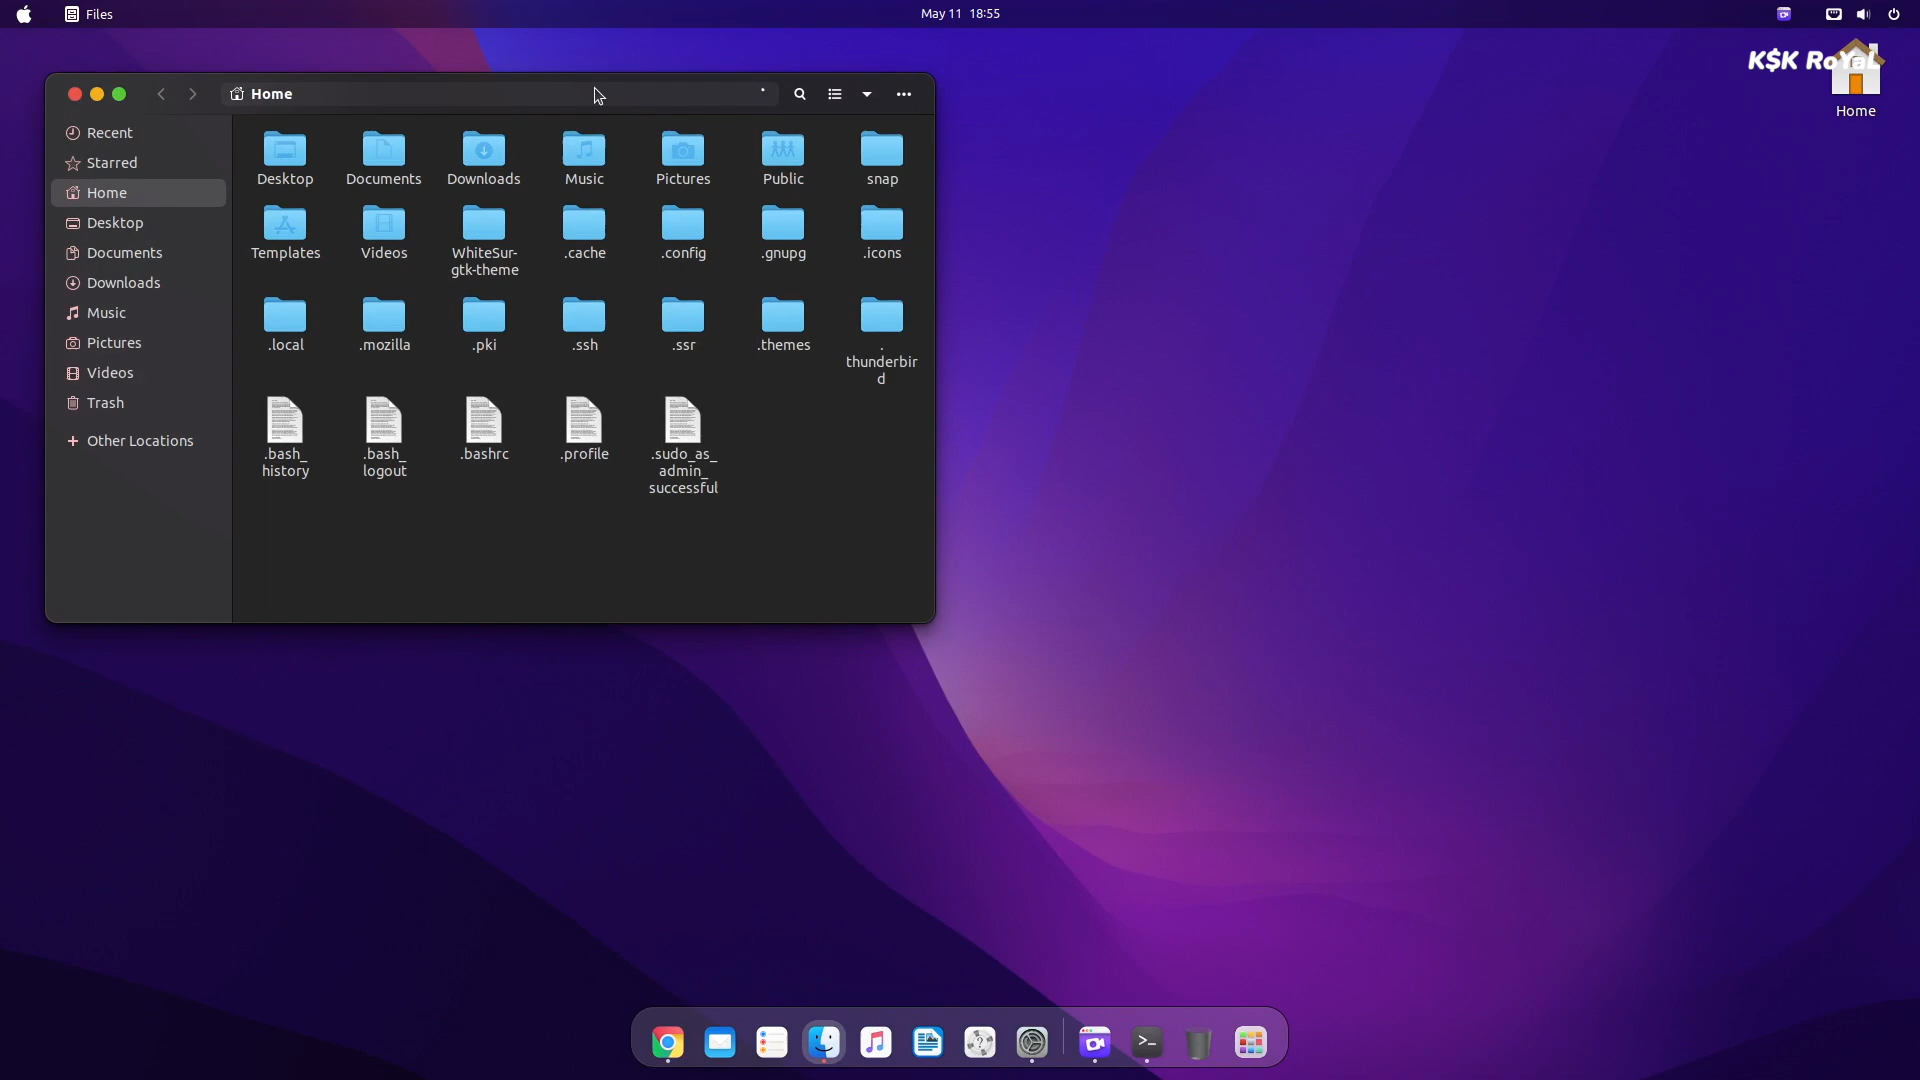 Files
May 11 18:55
K$K RoYaL
Home
Home
Recent
Starred
Home
Desktop
Documents
Downloads
Music
Pictures
Videos
Trash
Other Locations
Desktop
Documents
Downloads
Music
Pictures
Public
snap
Templates
Videos
WhiteSur-
gtk-theme
.cache
.config
.gnupg
.icons
.local
.mozilla
.pki
.ssh
.ssr
.themes
.
thunderbir
d
.bash_
history
.bash_
logout
.bashrc
.profile
.sudo_as_
admin_
successful